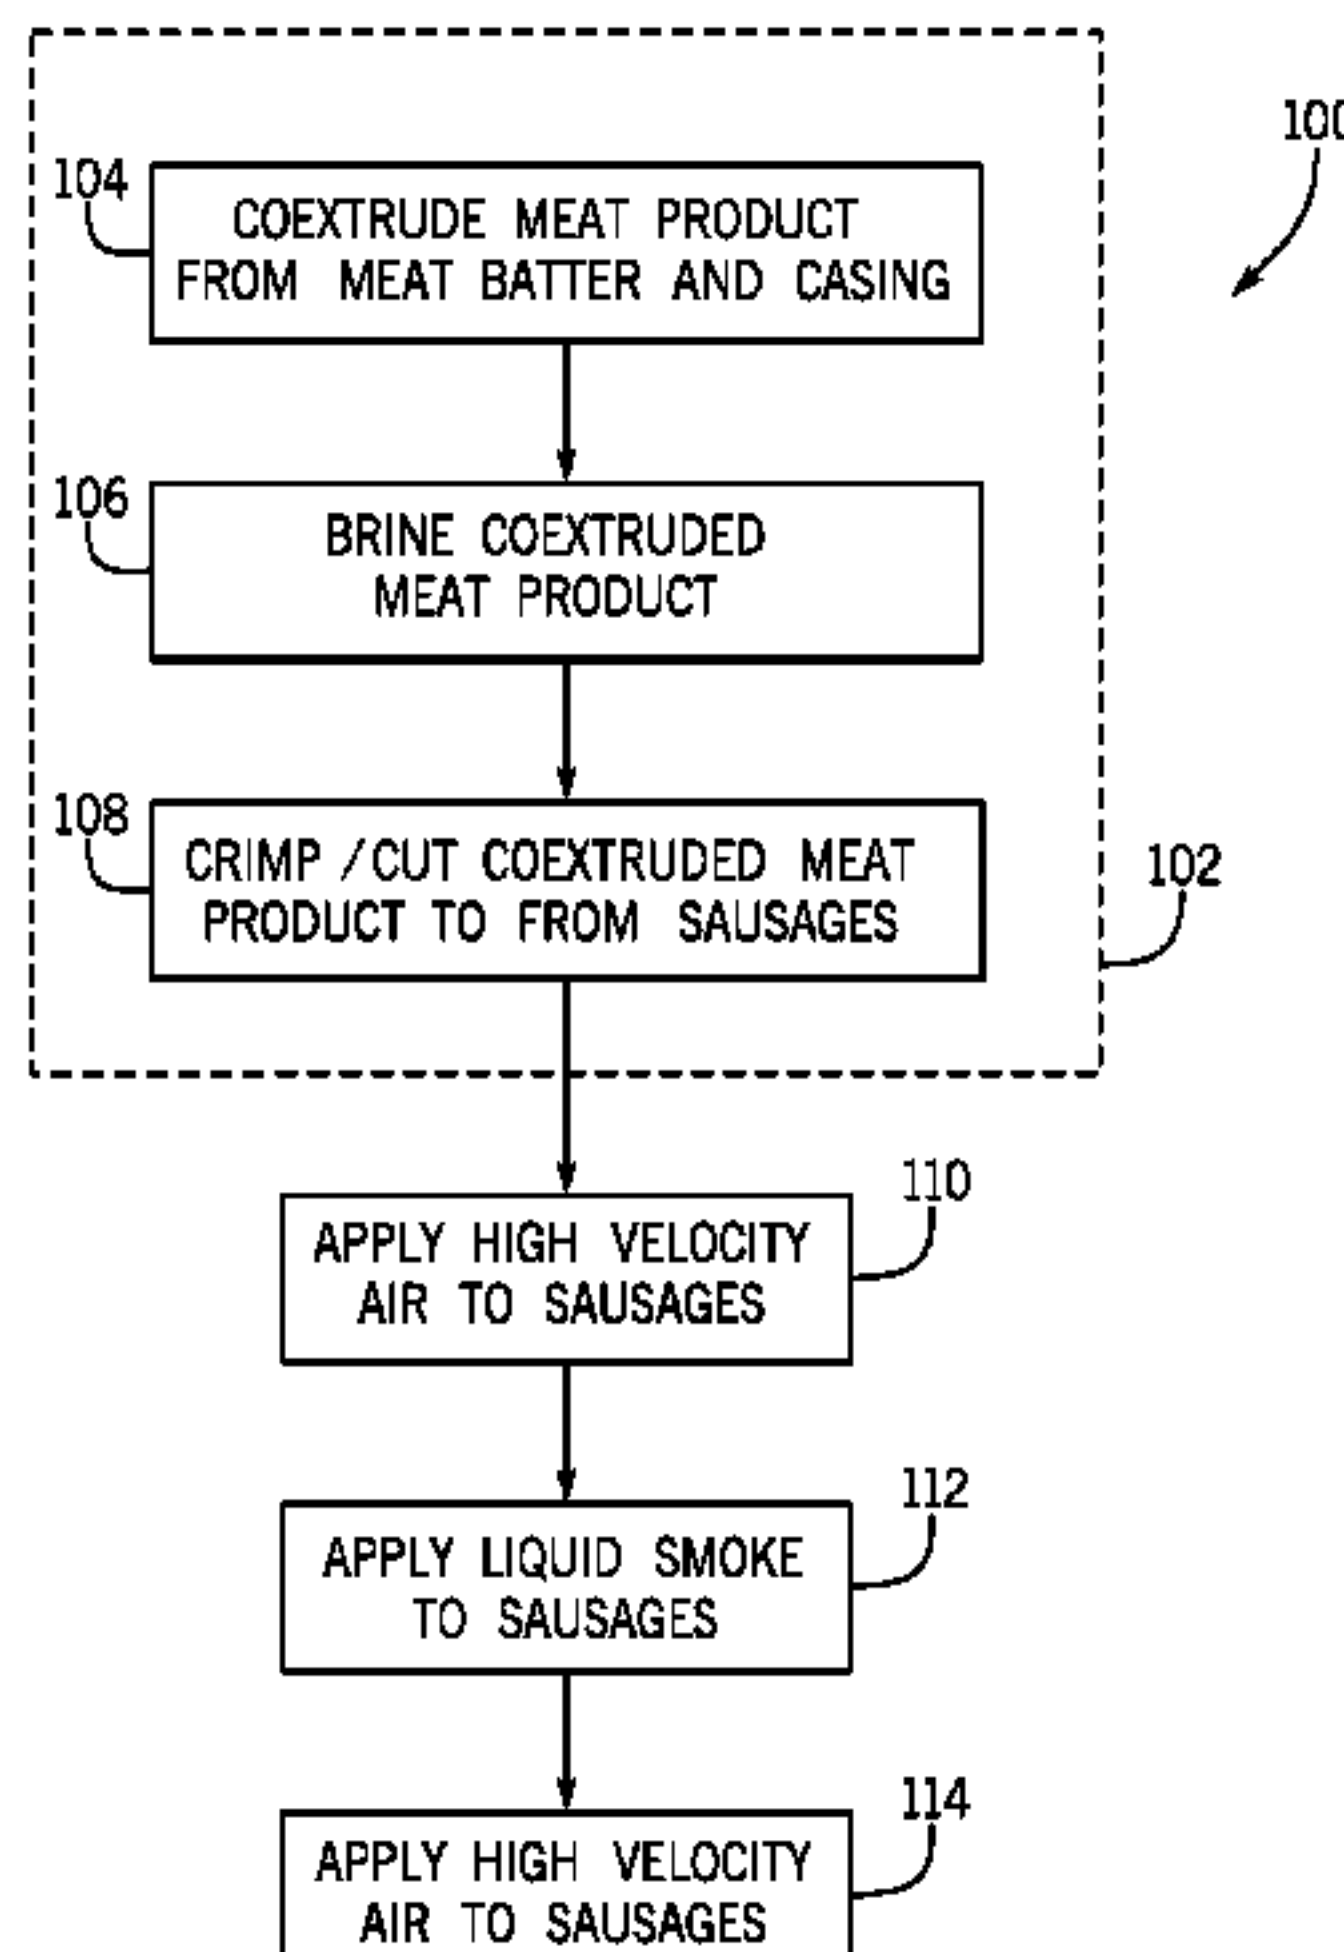 100
104
COEXTRUDE MEAT PRODUCT
FROM MEAT BATTER AND CASING
106
BRINE COEXTRUDED
MEAT PRODUCT
108
CRIMP /CUT COEXTRUDED MEAT
PRODUCT TO FROM SAUSAGES
102
110
APPLY HIGH VELOCITY
AIR TO SAUSAGES
112
APPLY LIQUID SMOKE
TO SAUSAGES
114
APPLY HIGH VELOCITY
AIR TO SAUSAGES